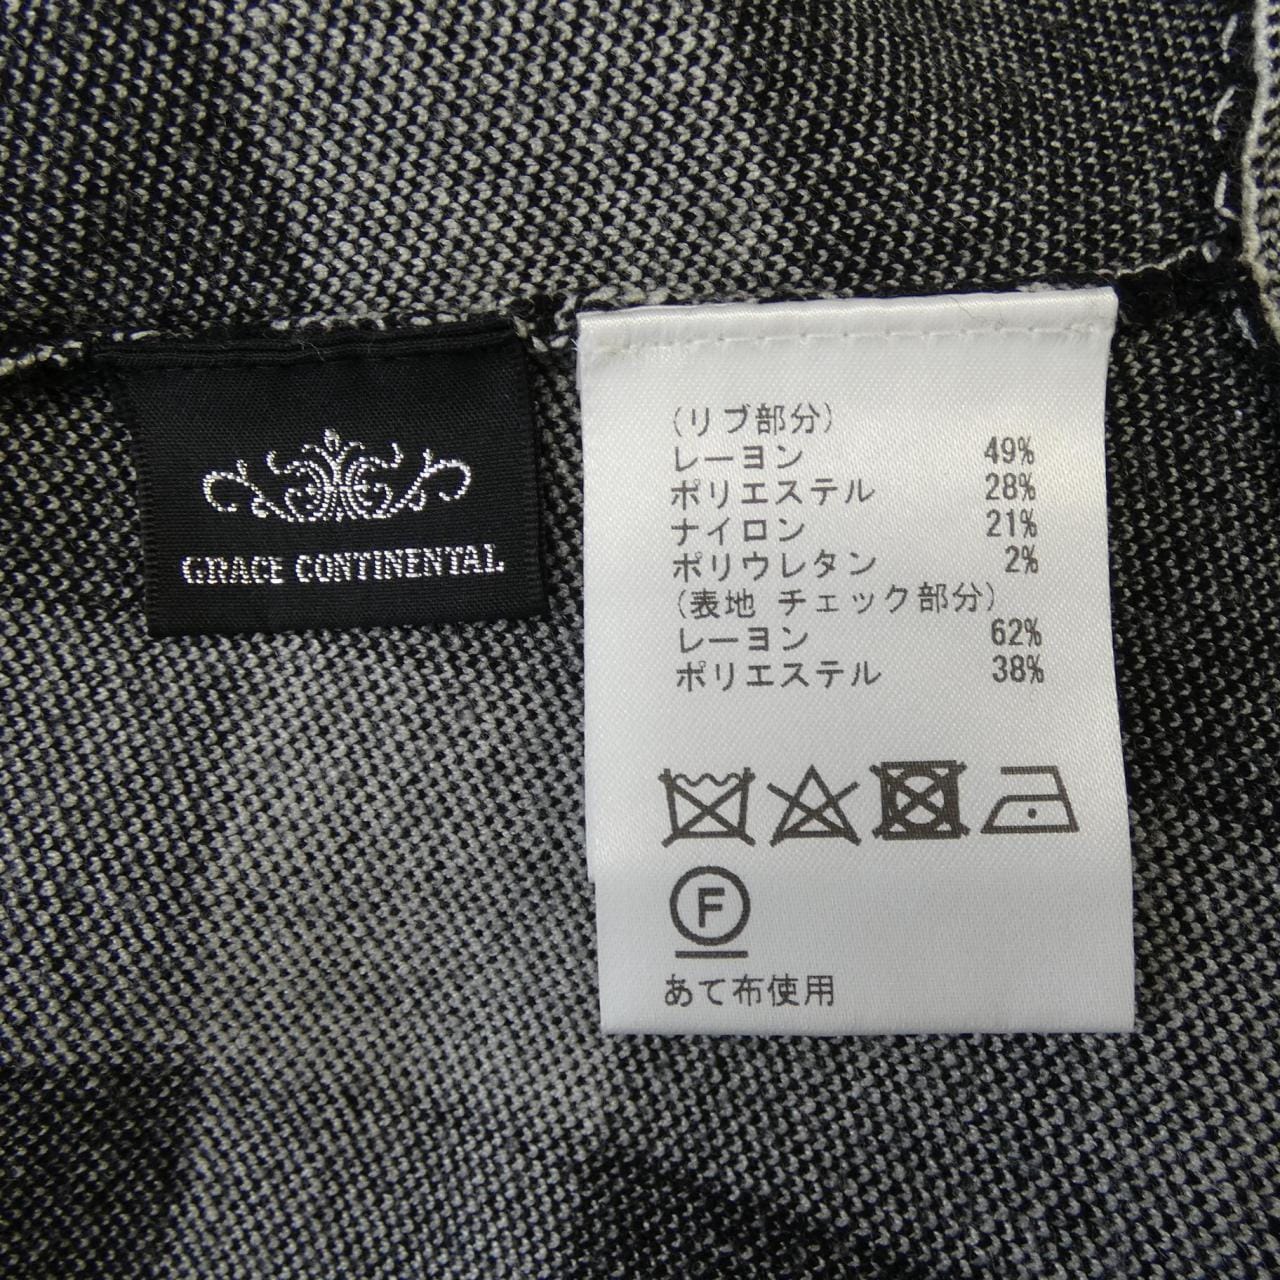 GRACE CONTINENTAL
(リブ部分)
レーヨン 49%
ポリエステル 28%
ナイロン 21%
ポリウレタン 2%
(表地 チェック部分)
レーヨン 62%
ポリエステル 38%
F
あて布使用